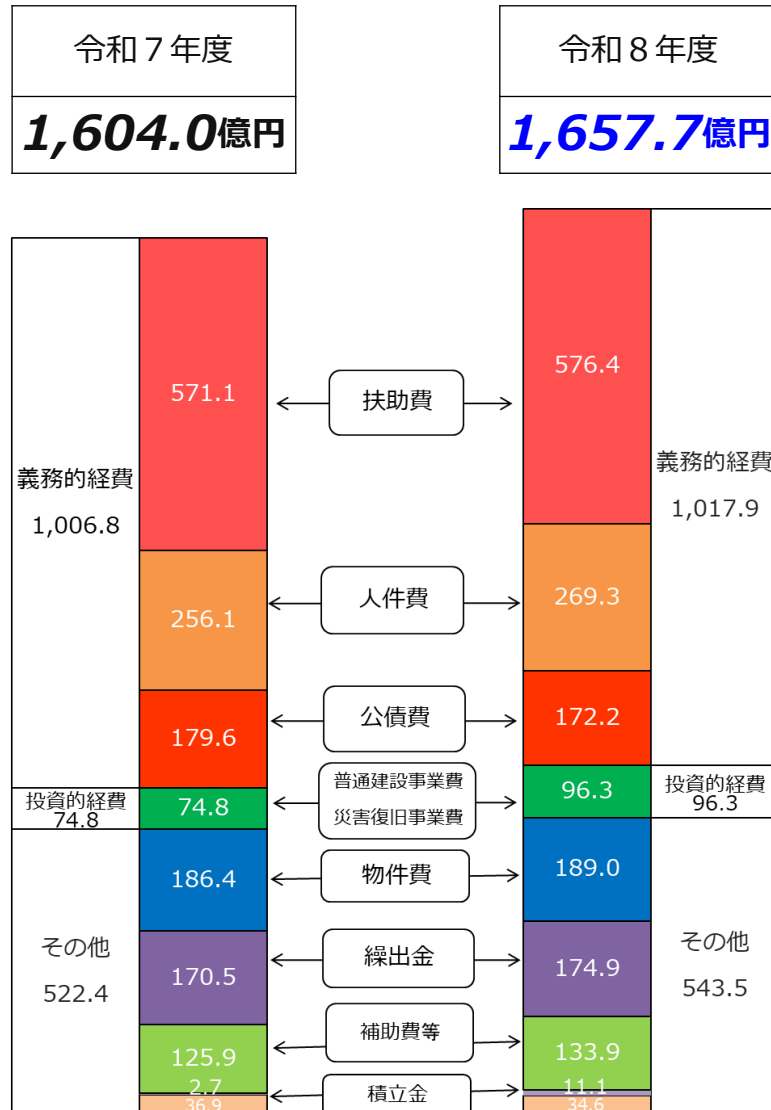 令和７年度
1,604.0億円
令和８年度
1,657.7億円
義務的経費
1,006.8
571.1
扶助費
576.4
義務的経費
1,017.9
256.1
人件費
269.3
179.6
公債費
172.2
投資的経費
74.8
74.8
普通建設事業費
災害復旧事業費
96.3
投資的経費
96.3
186.4
物件費
189.0
その他
522.4
170.5
繰出金
174.9
その他
543.5
125.9
補助費等
133.9
2.7
積立金
11.1
36.9
34.6